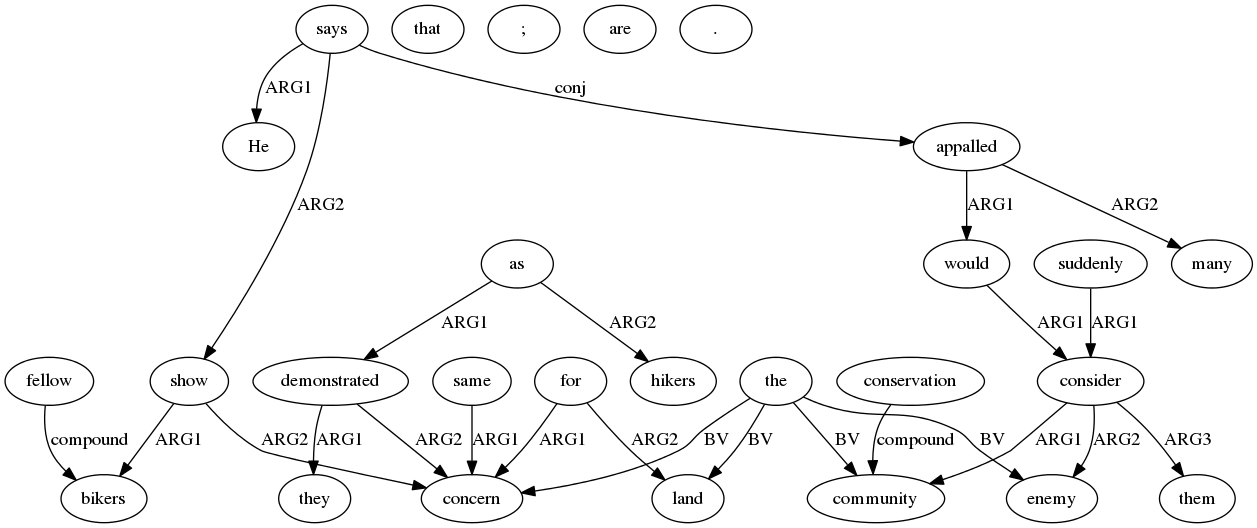 says that ; are .
ARG1 conj
He appalled
ARG2 ARG1 ARG2
as would suddenly many
ARG1 ARG2 ARG1 ARG1
fellow show demonstrated same for hikers the conservation consider
compound ARG1 ARG2 ARG1 ARG2 ARG1 ARG1 ARG2 BV BV BV compound BV ARG1 ARG2 ARG3
bikers they concern land community enemy them